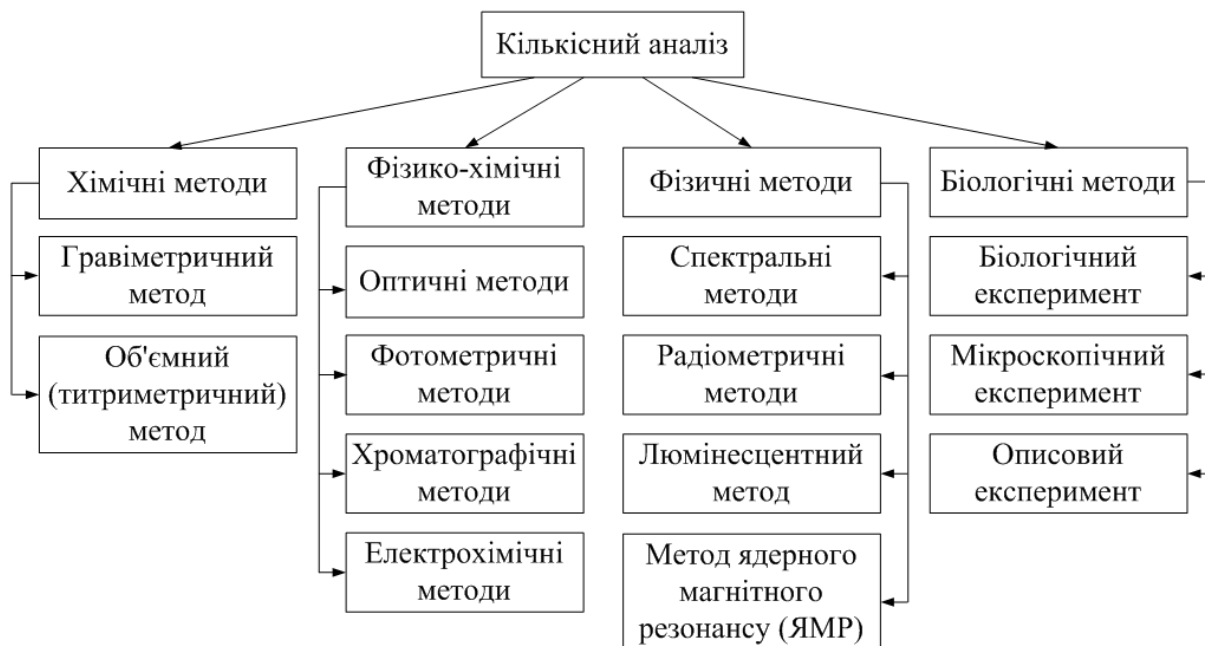 Кількісний аналіз
Хімічні методи
Гравіметричний
метод
Об'ємний
(титриметричний)
метод
Фізико-хімічні
методи
Оптичні методи
Фотометричні
методи
Хроматографічні
методи
Електрохімічні
методи
Фізичні методи
Спектральні
методи
Радіометричні
методи
Люмінесцентний
метод
Метод ядерного
магнітного
резонансу (ЯМР)
Біологічні методи
Біологічний
експеримент
Мікроскопічний
експеримент
Описовий
експеримент